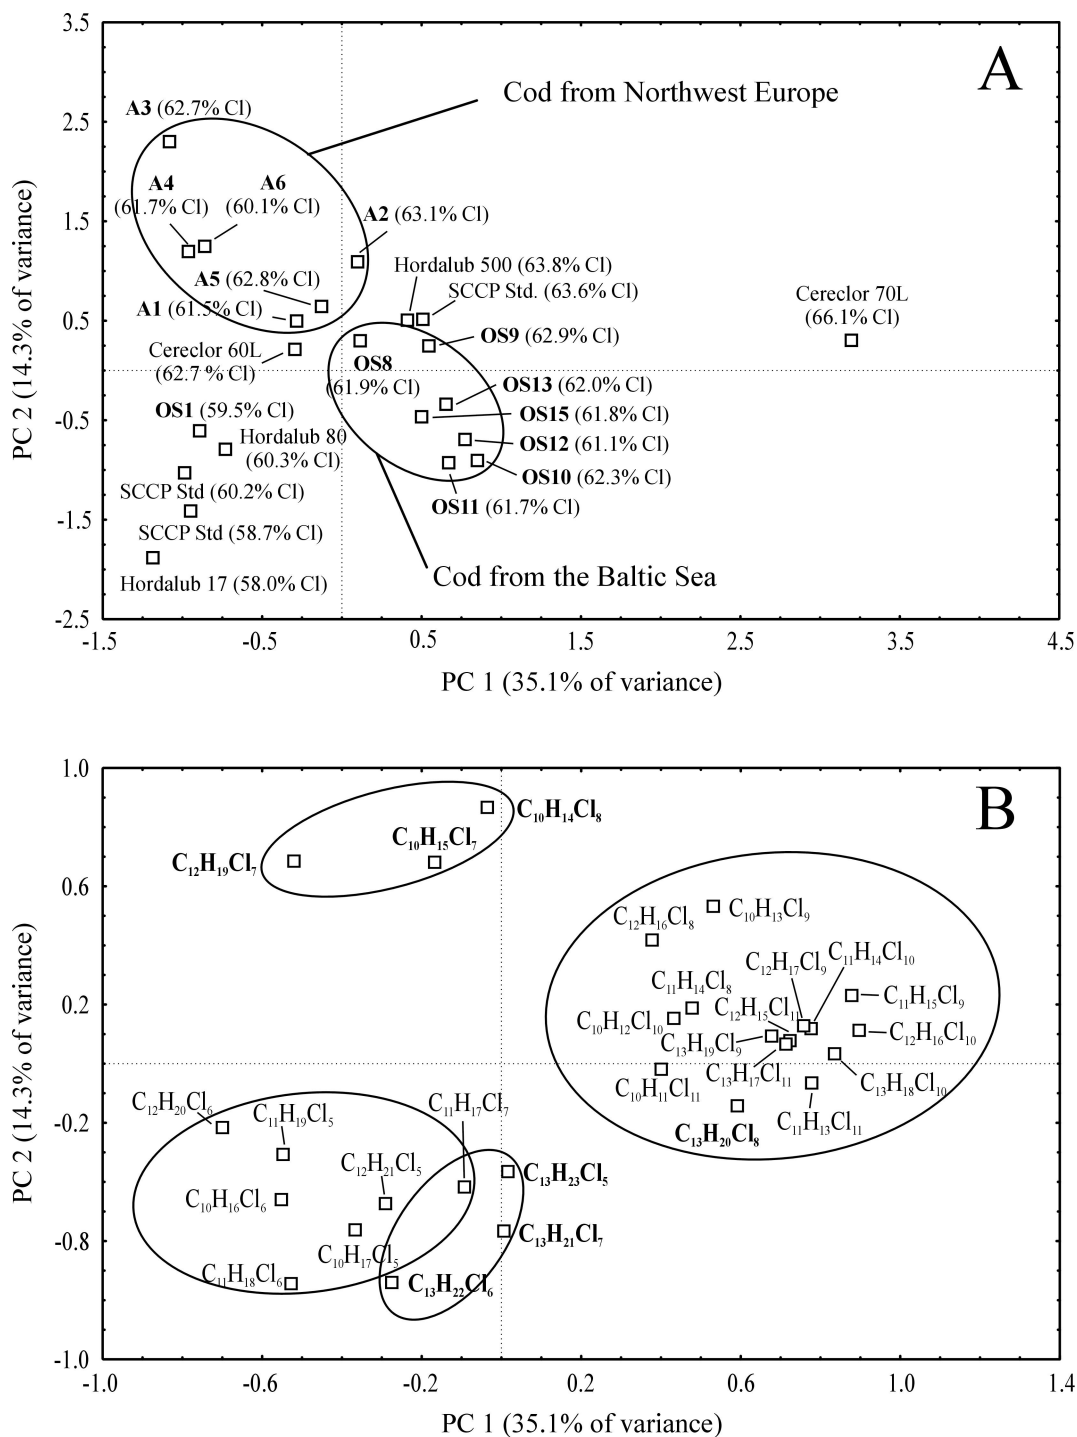 A
3.5
2.5
1.5
0.5
-0.5
-1.5
-2.5
PC 2 (14.3% of variance)
Cod from Northwest Europe
A3 (62.7% Cl)
A4
(61.7% Cl)
A6
(60.1% Cl)
A2
(63.1% Cl)
A5 (62.8% Cl)
A1 (61.5% Cl)
Hordalub 500 (63.8% Cl)
SCCP Std. (63.6% Cl)
Cereclor 70L
(66.1% Cl)
Cereclor 60L
(62.7 % Cl)
OS9 (62.9% Cl)
OS8
(61.9% Cl)
OS13 (62.0% Cl)
OS15 (61.8% Cl)
OS12 (61.1% Cl)
OS10 (62.3% Cl)
OS11 (61.7% Cl)
OS1 (59.5% Cl)
Hordalub 80
(60.3% Cl)
SCCP Std (60.2% Cl)
SCCP Std (58.7% Cl)
Hordalub 17 (58.0% Cl)
Cod from the Baltic Sea
-1.5 -0.5 0.5 1.5 2.5 3.5 4.5
PC 1 (35.1% of variance)
B
1.0
0.6
0.2
-0.2
-0.8
-1.0
PC 2 (14.3% of variance)
C₁₀H₁₄Cl₈
C₁₀H₁₅Cl₇
C₁₂H₁₉Cl₇
C₁₂H₁₆Cl₈
C₁₀H₁₃Cl₉
C₁₂H₁₇Cl₉
C₁₁H₁₄Cl₁₀
C₁₁H₁₄Cl₈
C₁₁H₁₅Cl₉
C₁₀H₁₂Cl₁₀
C₁₂H₁₅Cl₁₁
C₁₂H₁₆Cl₁₀
C₁₃H₁₉Cl₉
C₁₃H₁₇Cl₁₁
C₁₃H₁₈Cl₁₀
C₁₀H₁₁Cl₁₁
C₁₁H₁₃Cl₁₁
C₁₃H₂₀Cl₈
C₁₂H₂₀Cl₆
C₁₁H₁₉Cl₅
C₁₁H₁₇Cl₇
C₁₂H₂₁Cl₅
C₁₃H₂₃Cl₅
C₁₀H₁₆Cl₆
C₁₃H₂₁Cl₇
C₁₀H₁₇Cl₅
C₁₁H₁₈Cl₆
C₁₃H₂₂Cl₆
-1.0 -0.6 -0.2 0.2 0.6 1.0 1.4
PC 1 (35.1% of variance)